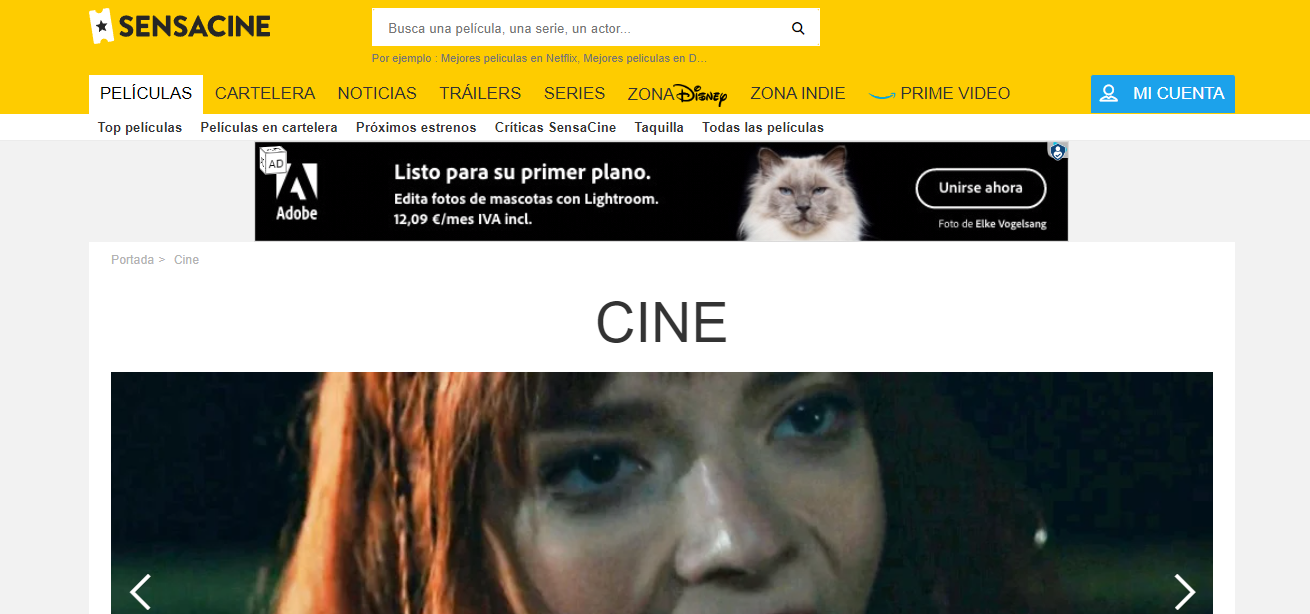 SENSACINE
Busca una película, una serie, un actor...
Por ejemplo : Mejores peliculas en Netflix, Mejores peliculas en D...
PELÍCULAS CARTELERA NOTICIAS TRÁILERS SERIES ZONA Disney ZONA INDIE PRIME VIDEO MI CUENTA
Top películas Películas en cartelera Próximos estrenos Críticas SensaCine Taquilla Todas las películas
AD
Adobe
Listo para su primer plano.
Edita fotos de mascotas con Lightroom.
12,09 €/mes IVA incl.
Unirse ahora
Foto de Elke Vogelsang
Portada > Cine
CINE